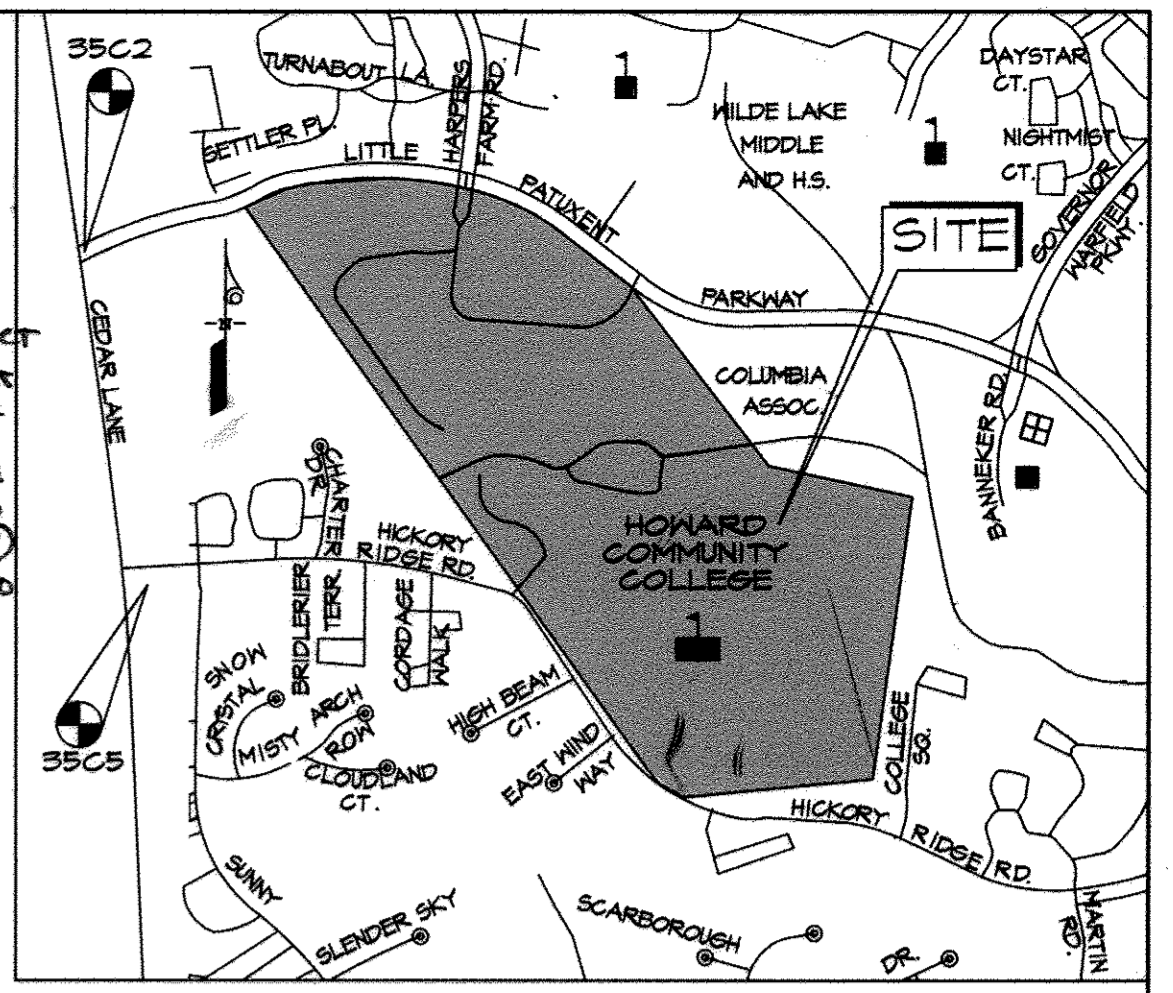 35C2
TURNABOUT LA.
HARPERS
FARM RD.
DAYSTAR
CT.
WILDE LAKE
MIDDLE
AND H.S.
NIGHTMIST
CT.
SETTLER PL.
LITTLE
PATUXENT
PARKWAY
GOVERNOR
WARFIELD
PKWY.
SITE
CEDAR LANE
N
COLUMBIA
ASSOC.
BANNEKER RD.
CHARTER
DR.
HICKORY
RIDGE RD.
HOWARD
COMMUNITY
COLLEGE
BRIDLERIER
TERR.
CORDAGE
WALK
SNOW
CRYSTAL
MISTY ARCH
ROW
CLOUDLAND
CT.
HIGH BEAM
CT.
EAST WIND
WAY
COLLEGE
SQ.
35C5
HICKORY
RIDGE RD.
SUNNY
SLENDER SKY
SCARBOROUGH
DR.
MARTIN
RD.